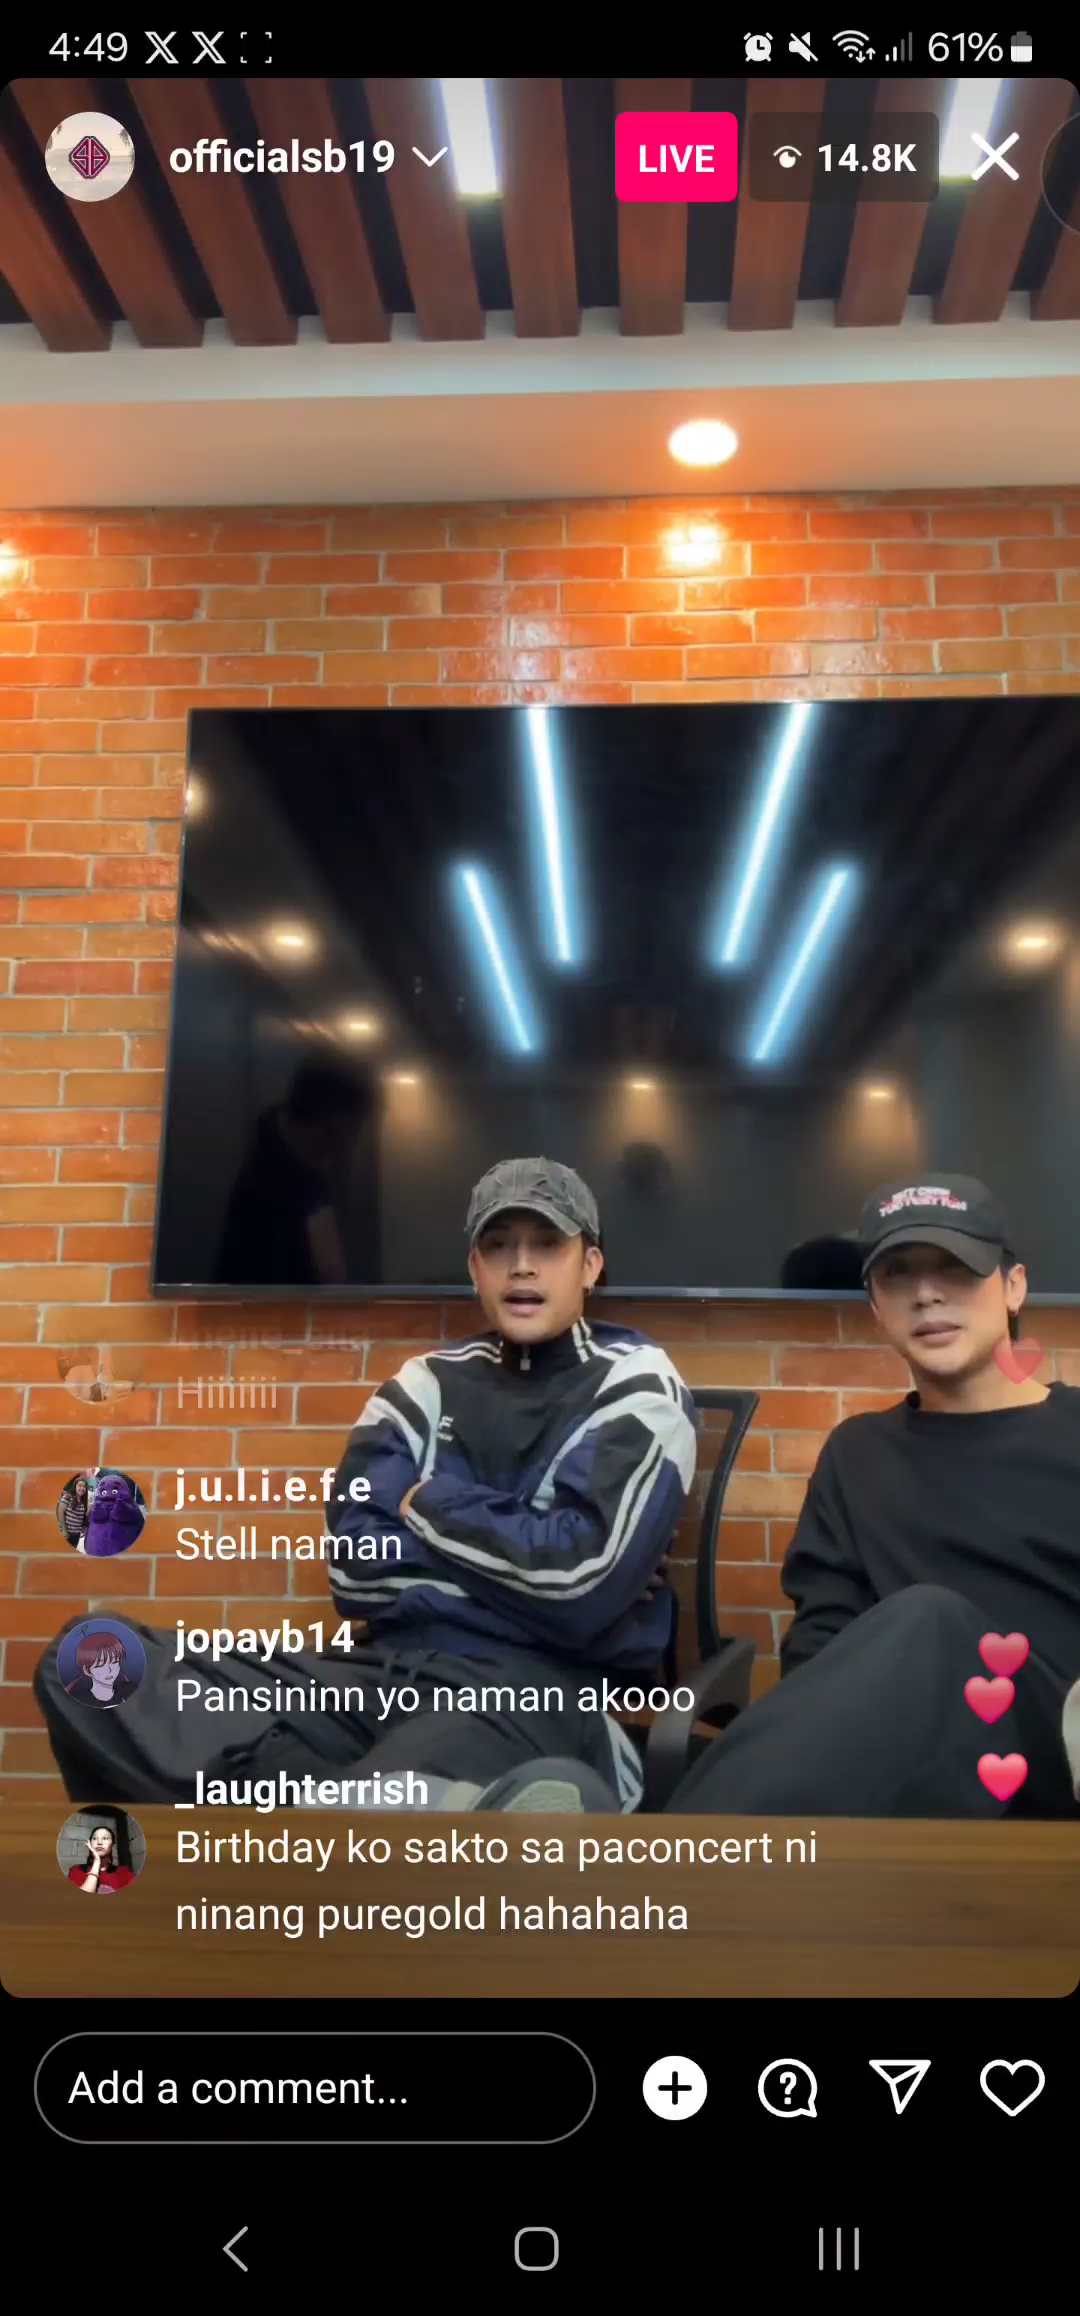 4:49
61%
officialsb19
LIVE
14.8K
Hiiiiiii
j.u.l.i.e.f.e
Stell naman
jopayb14
Pansininn yo naman akooo
_laughterrish
Birthday ko sakto sa paconcert ni
ninang puregold hahahaha
Add a comment...